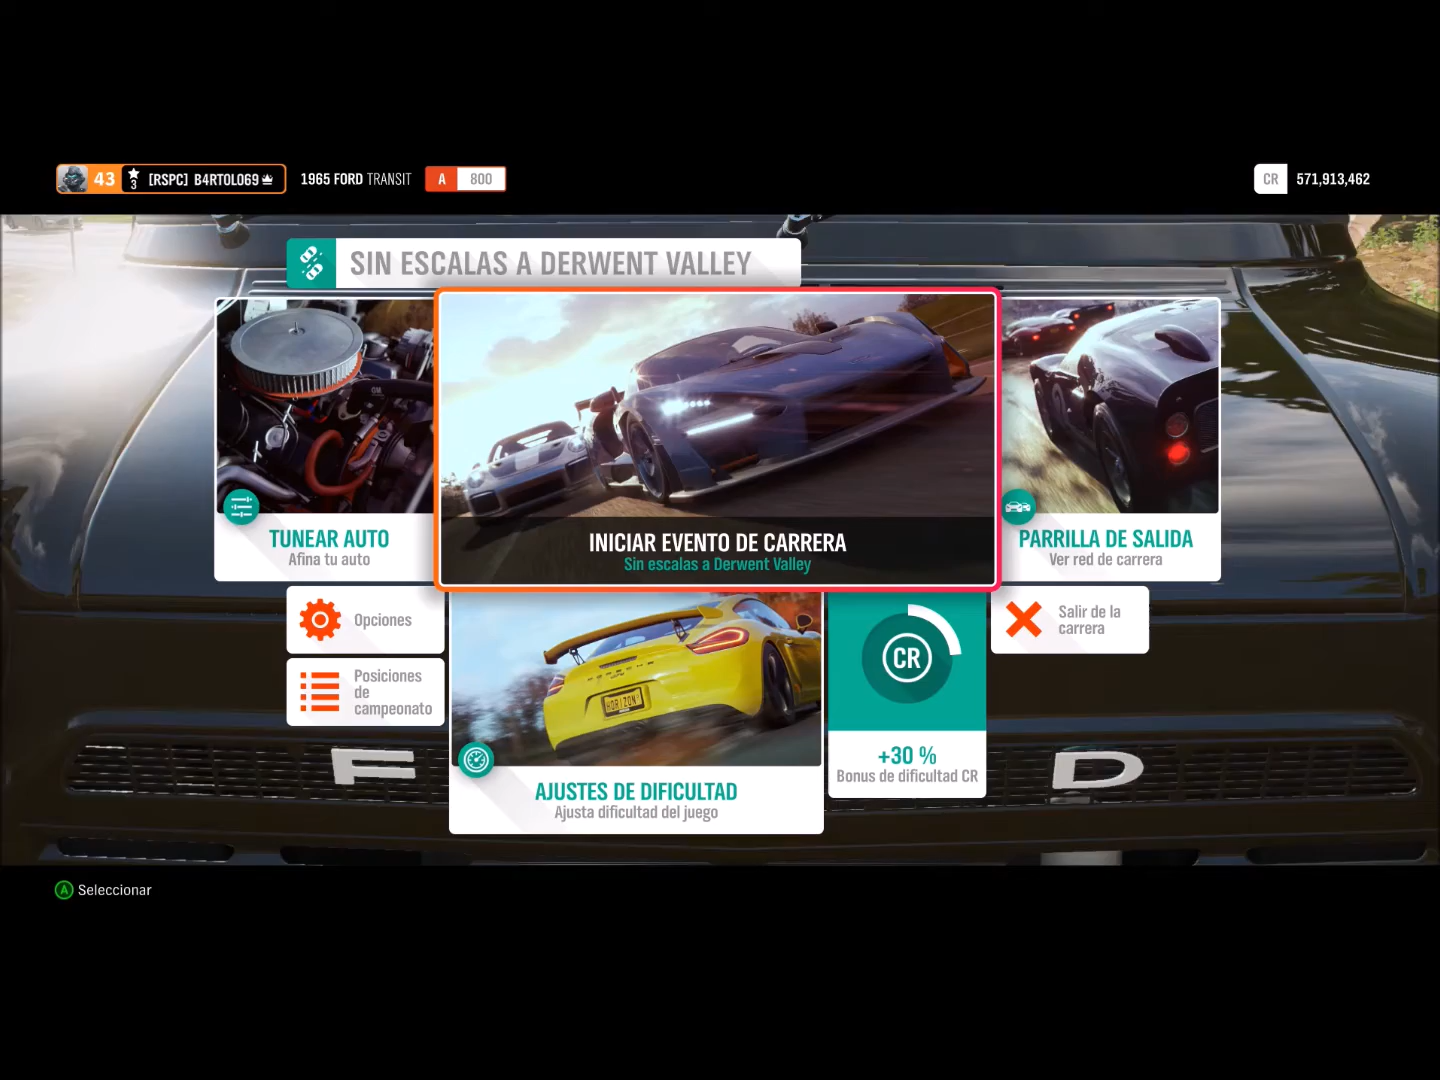 43 3 [RSPC] B4RTOLO69 1965 FORD TRANSIT A 800
CR 571,913,462
SIN ESCALAS A DERWENT VALLEY
TUNEAR AUTO
Afina tu auto
INICIAR EVENTO DE CARRERA
Sin escalas a Derwent Valley
PARRILLA DE SALIDA
Ver red de carrera
Opciones
Posiciones
de
campeonato
AJUSTES DE DIFICULTAD
Ajusta dificultad del juego
CR
+30 %
Bonus de dificultad CR
Salir de la
carrera
F D
A Seleccionar